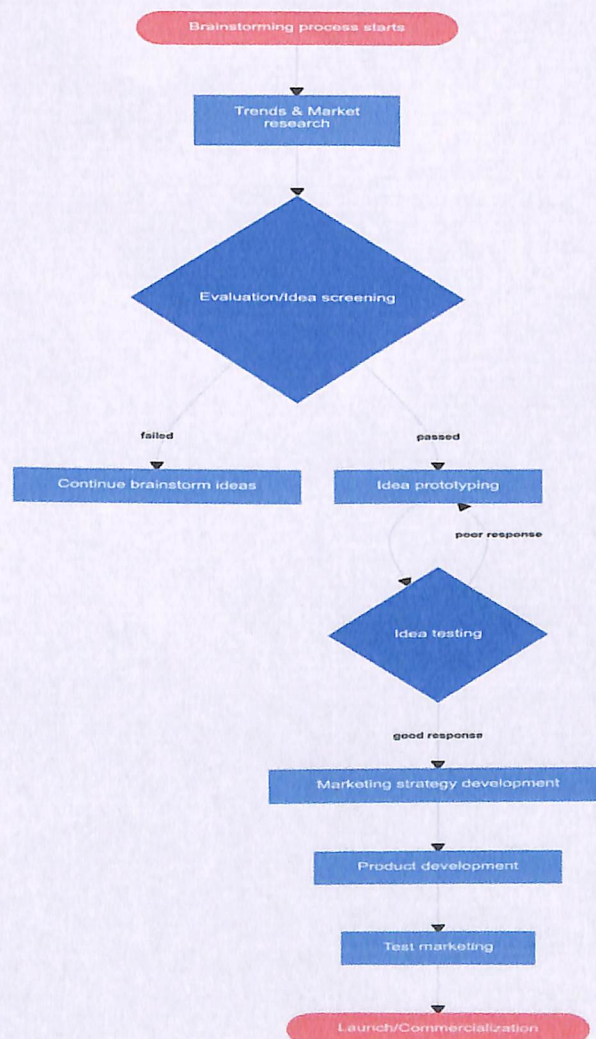 Brainstorming process starts
Trends & Market
research
Evaluation/Idea screening
failed
passed
Continue brainstorm ideas
Idea prototyping
poor response
Idea testing
good response
Marketing strategy development
Product development
Test marketing
Launch/Commercialization